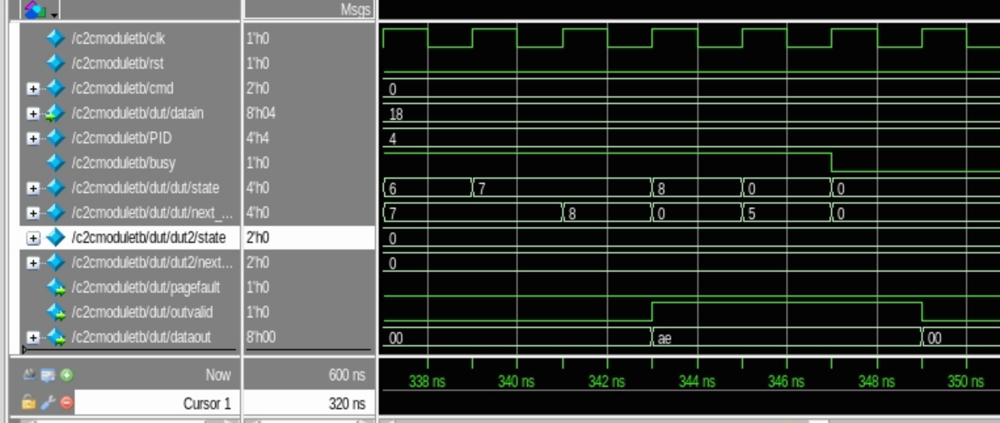 Msgs
/c2cmoduletb/clk 1'h0
/c2cmoduletb/rst 1'h0
/c2cmoduletb/cmd 2'h0 0
/c2cmoduletb/dut/datain 8'h04 18
/c2cmoduletb/PID 4'h4 4
/c2cmoduletb/busy 1'h0
/c2cmoduletb/dut/dut/state 4'h0 6 7 8 0 0
/c2cmoduletb/dut/dut/next_... 4'h0 7 8 0 5 0
/c2cmoduletb/dut/dut2/state 2'h0 0
/c2cmoduletb/dut/dut2/next... 2'h0 0
/c2cmoduletb/dut/pagefault 1'h0
/c2cmoduletb/dut/outvalid 1'h0
/c2cmoduletb/dut/dataout 8'h00 00 ae 00
Now 600 ns 338 ns 340 ns 342 ns 344 ns 346 ns 348 ns 350 ns
Cursor 1 320 ns